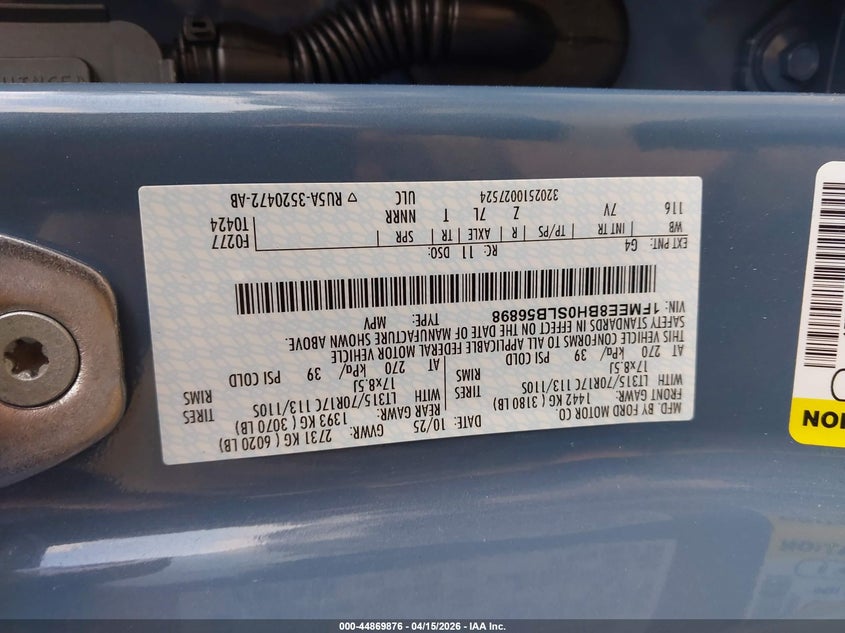 MFD. BY FORD MOTOR CO.
DATE: 10/25 GVWR: 2731 KG ( 6020 LB)
FRONT GAWR: 1442 KG ( 3180 LB) REAR GAWR: 1393 KG ( 3070 LB)
WITH LT315/70R17C 113/110S TIRES LT315/70R17C 113/110S TIRES
17x8.5J RIMS 17x8.5J RIMS
AT 270 kPa/ 39 PSI COLD 270 kPa/ 39 PSI COLD
THIS VEHICLE CONFORMS TO ALL APPLICABLE FEDERAL MOTOR VEHICLE
SAFETY STANDARDS IN EFFECT ON THE DATE OF MANUFACTURE SHOWN ABOVE.
VIN: 1FMEE8BH0SLB56898 TYPE: MPV
F0277
T0424
EXT PNT: G4 RC: 11 DSO:
WB INT TR TP/PS R AXLE TR SPR
116 7V Z 7L T NNRR ULC
3202510027524 RU5A-3520472-AB
000-44869876 / 04/15/2026 - IAA Inc.